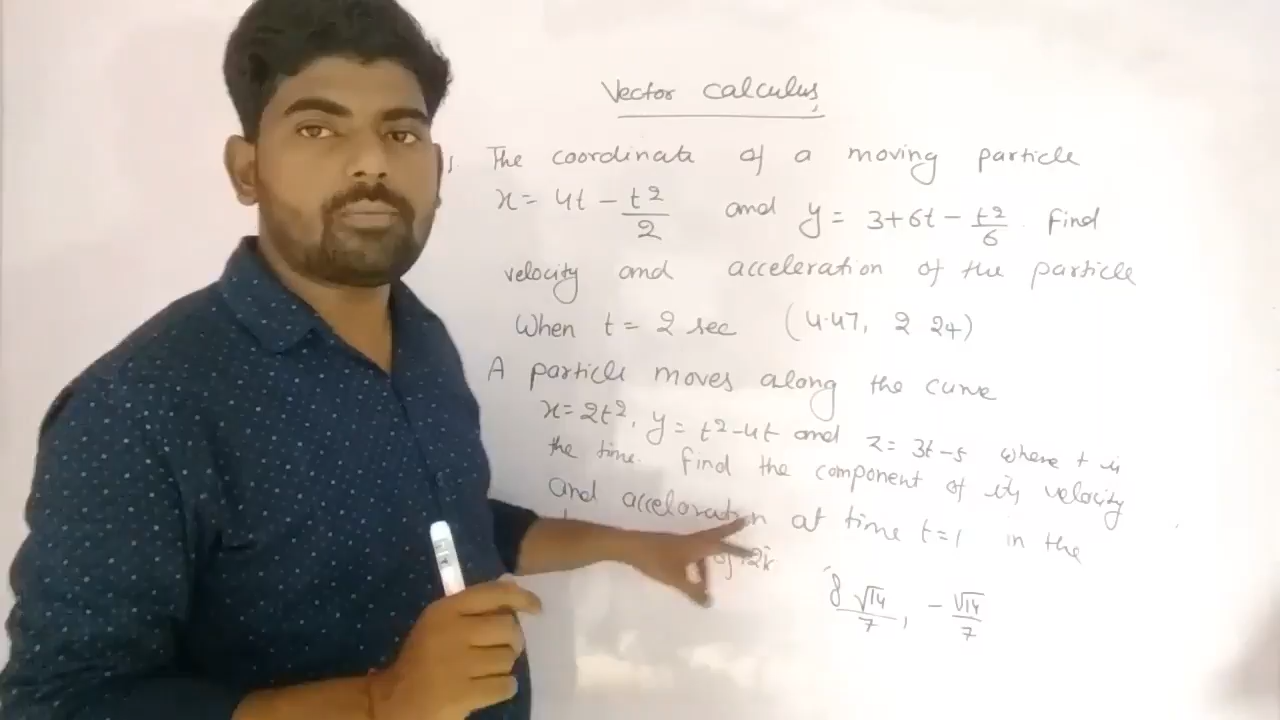 Vector calculus,
1. The coordinate of a moving particle
x = 4t - t2/2 and y = 3+6t - t2/6 . Find
velocity and acceleration of the particle
When t = 2 sec (4.47, 2 24)
A particle moves along the curve
x = 2t2, y = t2-4t and z = 3t-5 where t is
the time. Find the component of its velocity
and acceloration at time t=1 in the
8√14/7, -√14/7